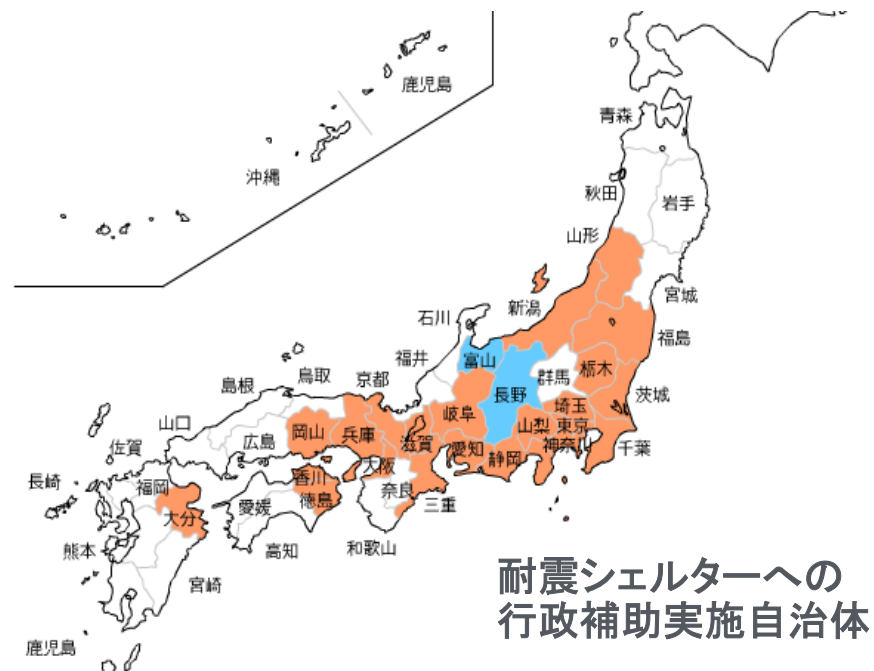 鹿児島
沖縄
青森
秋田
岩手
山形
宮城
新潟
石川
福島
富山
福井
群馬
栃木
鳥取
京都
長野
島根
茨城
岐阜
埼玉
山口
岡山
兵庫
滋賀
山梨
東京
広島
愛知
神奈川
佐賀
静岡
千葉
大阪
長崎
福岡
香川
奈良
徳島
三重
愛媛
大分
熊本
高知
和歌山
宮崎
鹿児島
耐震シェルターへの
行政補助実施自治体